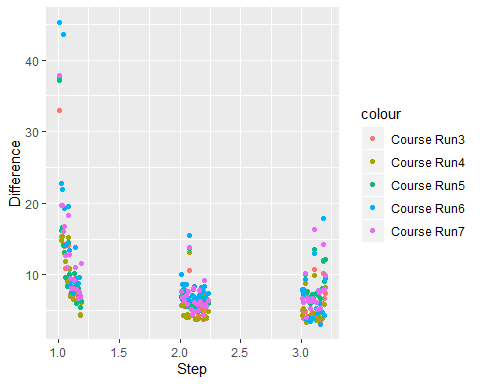 40
30
20
10
Difference
1.0 1.5 2.0 2.5 3.0
Step
colour
Course Run3
Course Run4
Course Run5
Course Run6
Course Run7